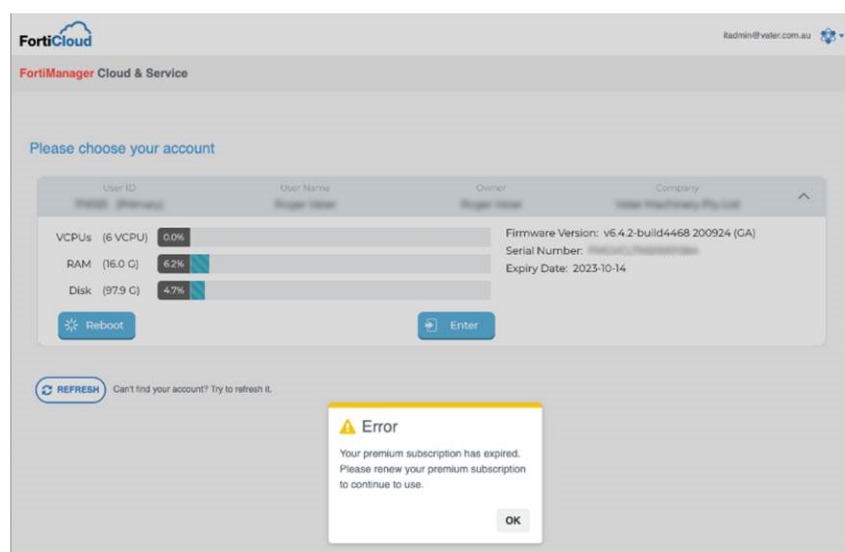 FortiCloud
itadmin@vater.com.au
FortiManager Cloud & Service
Please choose your account
User ID User Name Owner Company
VCPUs (6 VCPU) 0.0%
Firmware Version: v6.4.2-build4468 200924 (GA)
RAM (16.0 G) 6.2%
Serial Number:
Disk (97.9 G) 4.7%
Expiry Date: 2023-10-14
Reboot
Enter
REFRESH Can't find your account? Try to refresh it.
Error
Your premium subscription has expired.
Please renew your premium subscription
to continue to use.
OK